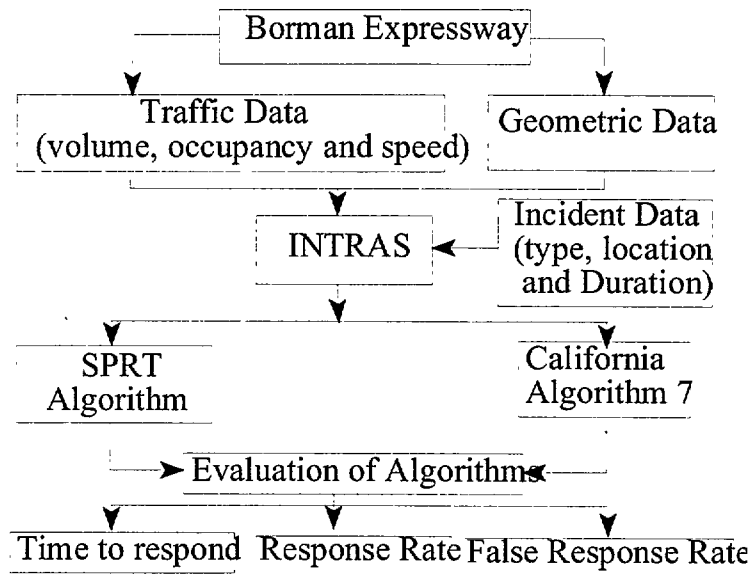 Borman Expressway
Traffic Data
(volume, occupancy and speed)
Geometric Data
INTRAS
Incident Data
(type, location
and Duration)
SPRT
Algorithm
California
Algorithm 7
Evaluation of Algorithms
Time to respond
Response Rate
False Response Rate